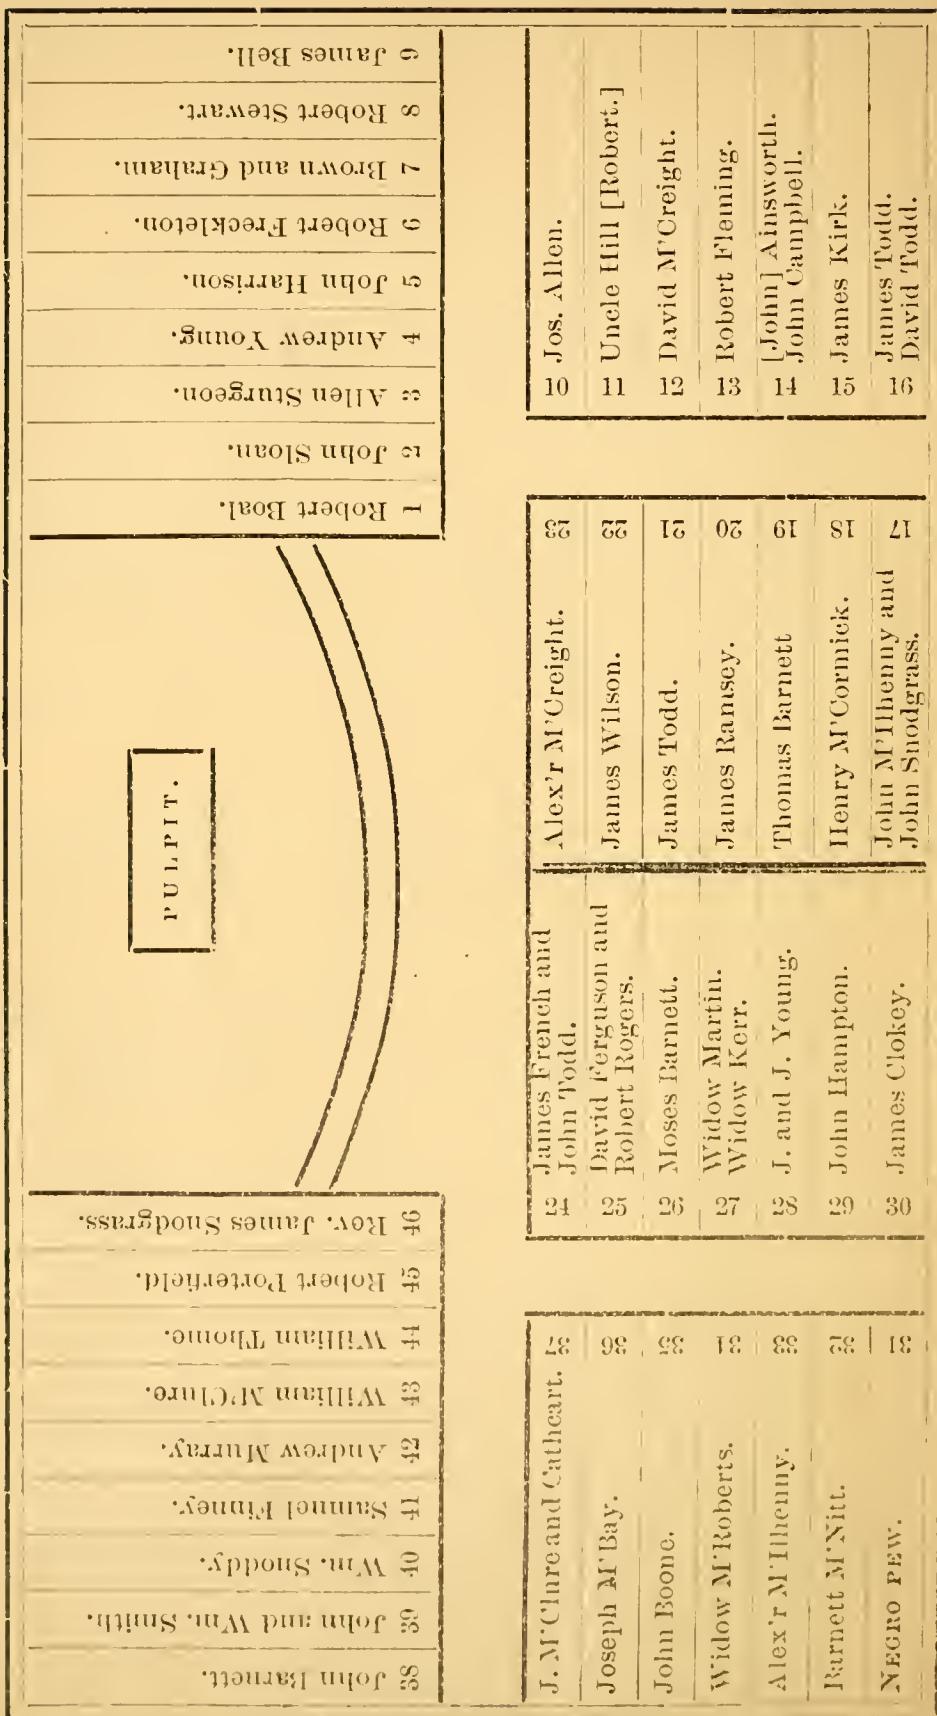 1 Robert Boal.
2 John Sloan.
3 Allen Sturgeon.
4 Andrew Young.
5 John Harrison.
6 Robert Freckleton.
7 Brown and Graham.
8 Robert Stewart.
9 James Bell.
10 Jos. Allen.
11 Uncle Hill [Robert.]
12 David M'Creight.
13 Robert Fleming.
14 [John] Ainsworth.
John Campbell.
15 James Kirk.
16 James Todd.
David Todd.
17 John M'Ilhenny and
John Snodgrass.
18 Henry M'Cormick.
19 Thomas Barnett
20 James Ramsey.
21 James Todd.
22 James Wilson.
23 Alex'r M'Creight.
PULPIT.
24 James French and
John Todd.
25 David Ferguson and
Robert Rogers.
26 Moses Barnett.
27 Widow Martin.
Widow Kerr.
28 J. and J. Young.
29 John Hampton.
30 James Clokey.
31 NEGRO PEW.
32 Barnett M'Nitt.
33 Alex'r M'Ilhenny.
34 Widow M'Roberts.
35 John Boone.
36 Joseph M'Bay.
37 J. M'Clure and Cathcart.
38 John Barnett.
39 John and Wm. Smith.
40 Wm. Snoddy.
41 Samuel Finney.
42 Andrew Murray.
43 William M'Clure.
44 William Thome.
45 Robert Porterfield.
46 Rev. James Snodgrass.